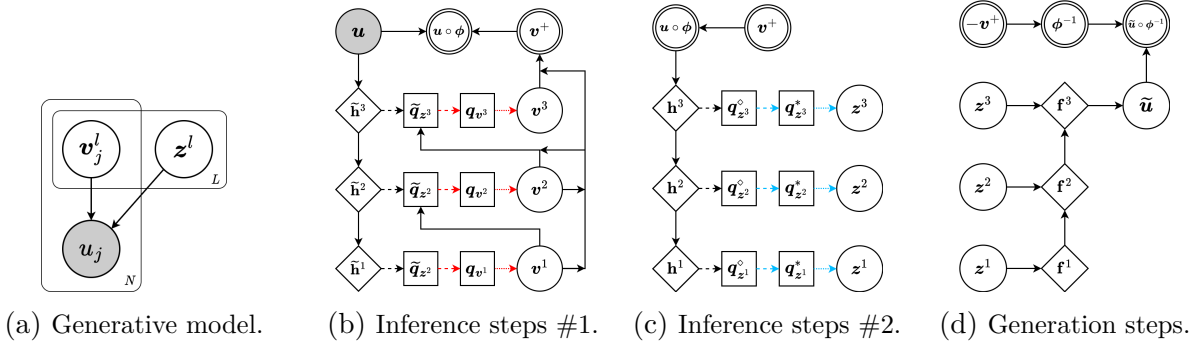 v_j^l
z^l
L
u_j
N
(a) Generative model.
u
u ∘ ϕ
v^+
h̃^3
q̃_{z^3}
q_{v^3}
v^3
h̃^2
q̃_{z^2}
q_{v^2}
v^2
h̃^1
q̃_{z^2}
q_{v^1}
v^1
(b) Inference steps #1.
u ∘ ϕ
v^+
h^3
q^⋄_{z^3}
q^*_{z^3}
z^3
h^2
q^⋄_{z^2}
q^*_{z^2}
z^2
h^1
q^⋄_{z^1}
q^*_{z^1}
z^1
(c) Inference steps #2.
−v^+
ϕ^{−1}
ũ ∘ ϕ^{−1}
z^3
f^3
ũ
z^2
f^2
z^1
f^1
(d) Generation steps.